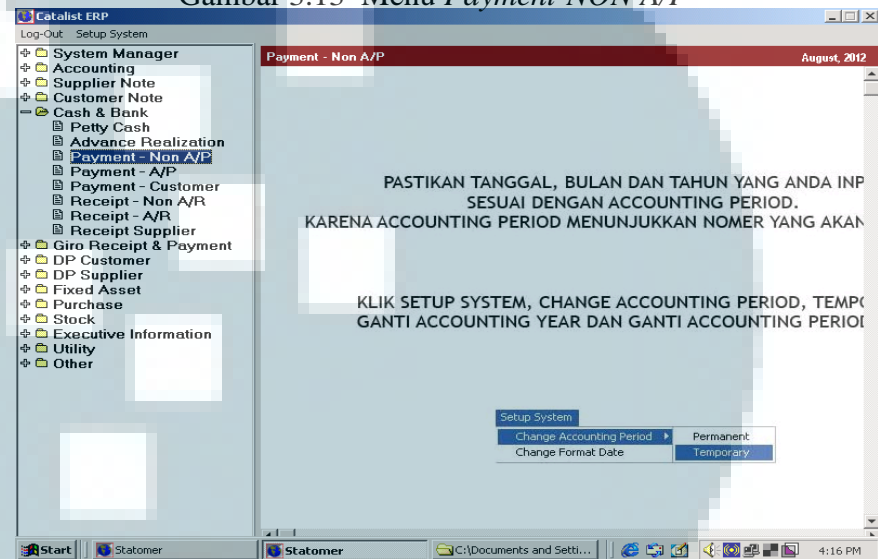 Gambar 3.13 Menu Payment NON A/P
Catalist ERP
Log-Out Setup System
System Manager
Accounting
Supplier Note
Customer Note
Cash & Bank
Petty Cash
Advance Realization
Payment - Non A/P
Payment - A/P
Payment - Customer
Receipt - Non A/R
Receipt - A/R
Receipt Supplier
Giro Receipt & Payment
DP Customer
DP Supplier
Fixed Asset
Purchase
Stock
Executive Information
Utility
Other
Payment - Non A/P August, 2012
PASTIKAN TANGGAL, BULAN DAN TAHUN YANG ANDA INP
SESUAI DENGAN ACCOUNTING PERIOD.
KARENA ACCOUNTING PERIOD MENUNJUKKAN NOMER YANG AKAN
KLIK SETUP SYSTEM, CHANGE ACCOUNTING PERIOD, TEMPO
GANTI ACCOUNTING YEAR DAN GANTI ACCOUNTING PERIOD
Setup System
Change Accounting Period Permanent
Change Format Date Temporary
Start Statomer Statomer C:\Documents and Setti... 4:16 PM